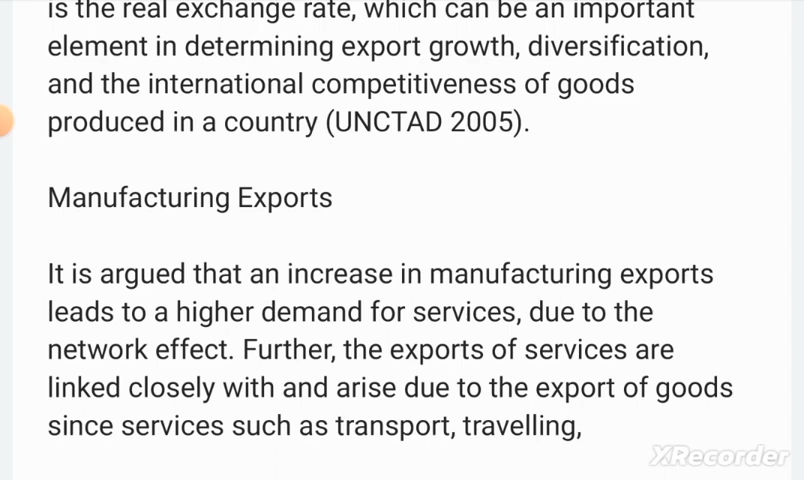 is the real exchange rate, which can be an important
element in determining export growth, diversification,
and the international competitiveness of goods
produced in a country (UNCTAD 2005).
Manufacturing Exports
It is argued that an increase in manufacturing exports
leads to a higher demand for services, due to the
network effect. Further, the exports of services are
linked closely with and arise due to the export of goods
since services such as transport, travelling,
XRecorder